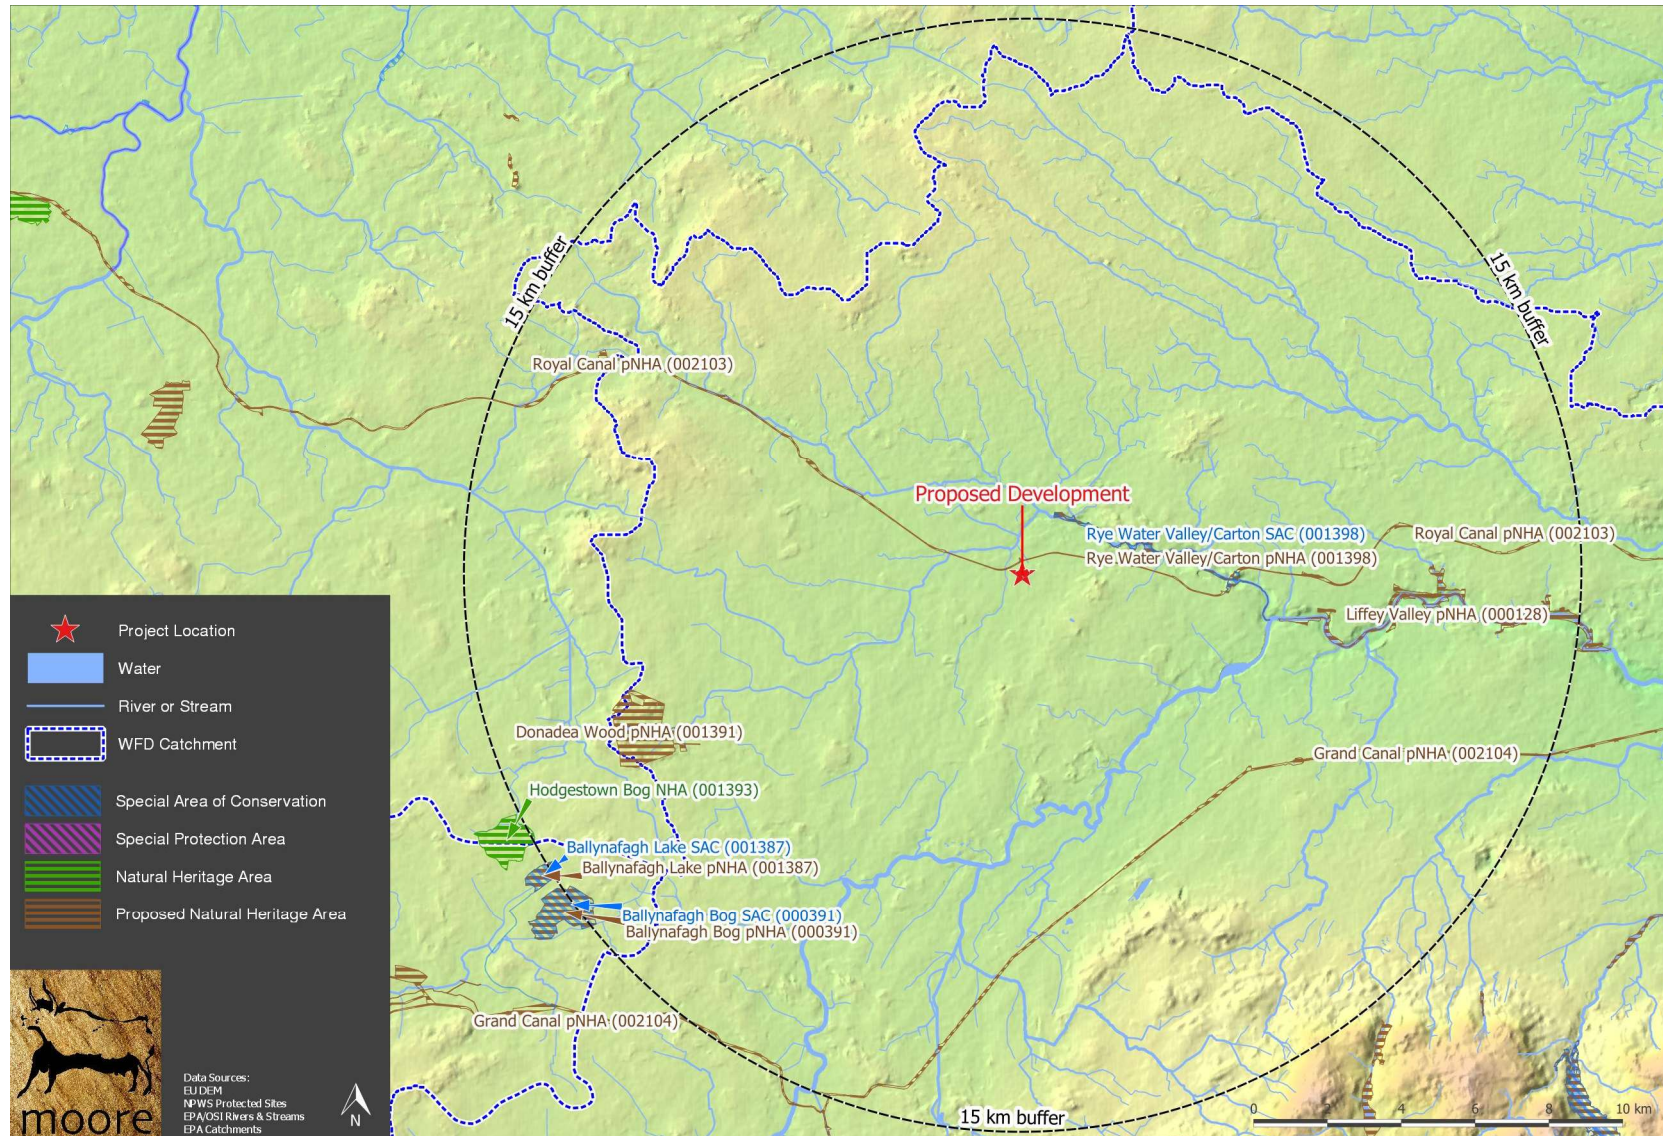 15 km buffer
15 km buffer
Royal Canal pNHA (002103)
Proposed Development
Rye Water Valley/Carton SAC (001398)
Royal Canal pNHA (002103)
Rye Water Valley/Carton pNHA (001398)
Liffey Valley pNHA (000128)
Donadea Wood pNHA (001391)
Grand Canal pNHA (002104)
Hodgestown Bog NHA (001393)
Ballynafagh Lake SAC (001387)
Ballynafagh Lake pNHA (001387)
Ballynafagh Bog SAC (000391)
Ballynafagh Bog pNHA (000391)
Grand Canal pNHA (002104)
15 km buffer
0 2 4 6 8 10 km
Project Location
Water
River or Stream
WFD Catchment
Special Area of Conservation
Special Protection Area
Natural Heritage Area
Proposed Natural Heritage Area
moore
Data Sources:
EU DEM
NPWS Protected Sites
EPA/OSI Rivers & Streams
EPA Catchments
N